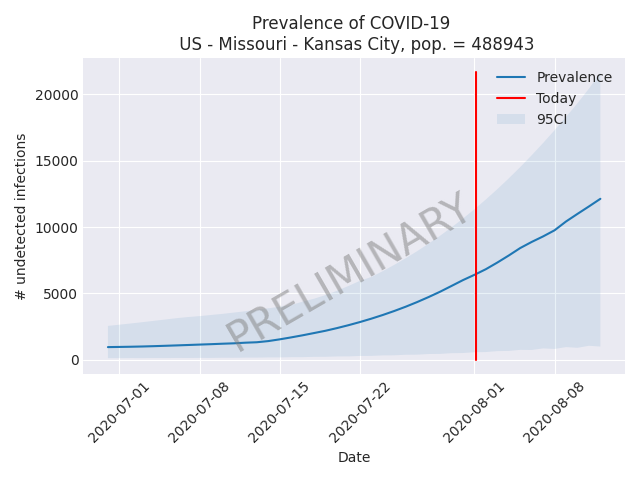 Prevalence of COVID-19
US - Missouri - Kansas City, pop. = 488943
Prevalence
Today
95CI
# undetected infections
20000
15000
10000
5000
0
PRELIMINARY
2020-07-01
2020-07-08
2020-07-15
2020-07-22
2020-08-01
2020-08-08
Date